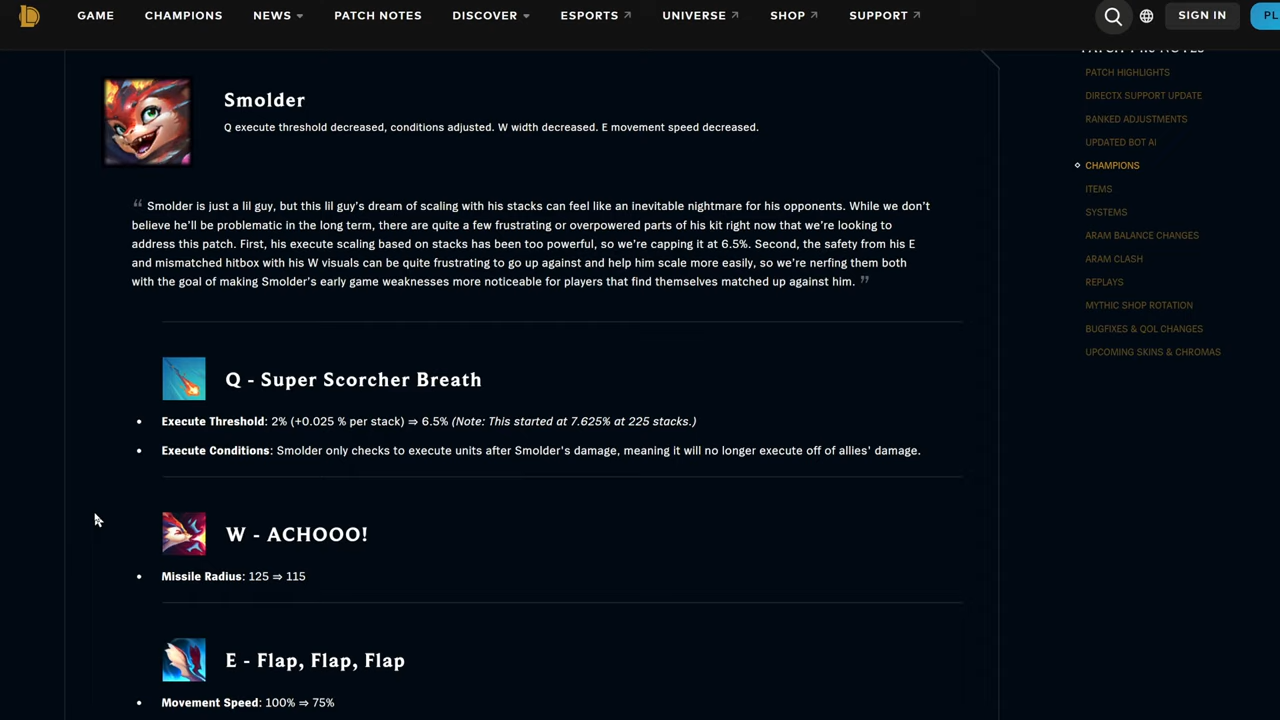 GAME
CHAMPIONS
NEWS
PATCH NOTES
DISCOVER
ESPORTS
UNIVERSE
SHOP
SUPPORT
SIGN IN
PL
Smolder
Q execute threshold decreased, conditions adjusted. W width decreased. E movement speed decreased.
“ Smolder is just a lil guy, but this lil guy’s dream of scaling with his stacks can feel like an inevitable nightmare for his opponents. While we don’t
believe he’ll be problematic in the long term, there are quite a few frustrating or overpowered parts of his kit right now that we’re looking to
address this patch. First, his execute scaling based on stacks has been too powerful, so we’re capping it at 6.5%. Second, the safety from his E
and mismatched hitbox with his W visuals can be quite frustrating to go up against and help him scale more easily, so we’re nerfing them both
with the goal of making Smolder’s early game weaknesses more noticeable for players that find themselves matched up against him. ”
Q - Super Scorcher Breath
• Execute Threshold: 2% (+0.025 % per stack) ⇒ 6.5% (Note: This started at 7.625% at 225 stacks.)
• Execute Conditions: Smolder only checks to execute units after Smolder's damage, meaning it will no longer execute off of allies' damage.
W - ACHOOO!
• Missile Radius: 125 ⇒ 115
E - Flap, Flap, Flap
• Movement Speed: 100% ⇒ 75%
PATCH HIGHLIGHTS
DIRECTX SUPPORT UPDATE
RANKED ADJUSTMENTS
UPDATED BOT AI
CHAMPIONS
ITEMS
SYSTEMS
ARAM BALANCE CHANGES
ARAM CLASH
REPLAYS
MYTHIC SHOP ROTATION
BUGFIXES & QOL CHANGES
UPCOMING SKINS & CHROMAS